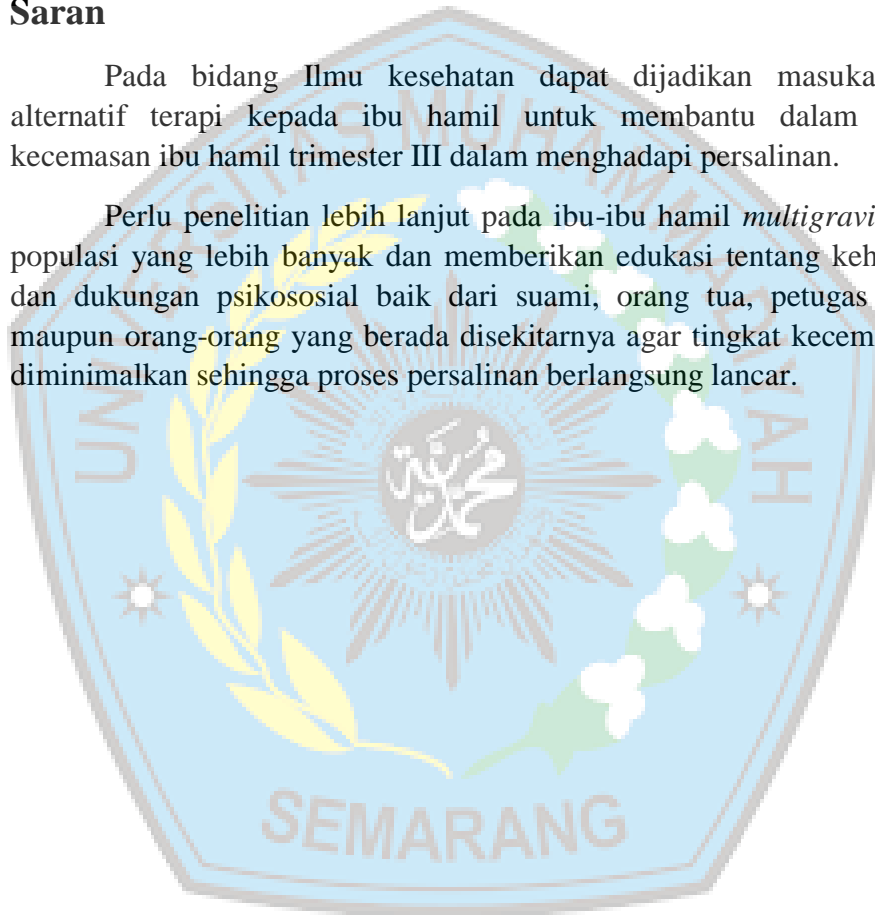 Saran
Pada bidang Ilmu kesehatan dapat dijadikan masuka
alternatif terapi kepada ibu hamil untuk membantu dalam
kecemasan ibu hamil trimester III dalam menghadapi persalinan.
Perlu penelitian lebih lanjut pada ibu-ibu hamil multigravi
populasi yang lebih banyak dan memberikan edukasi tentang keh
dan dukungan psikososial baik dari suami, orang tua, petugas
maupun orang-orang yang berada disekitarnya agar tingkat kecem
diminimalkan sehingga proses persalinan berlangsung lancar.
UNIVERSITAS MUHAMMADIYAH
محمدية
SEMARANG